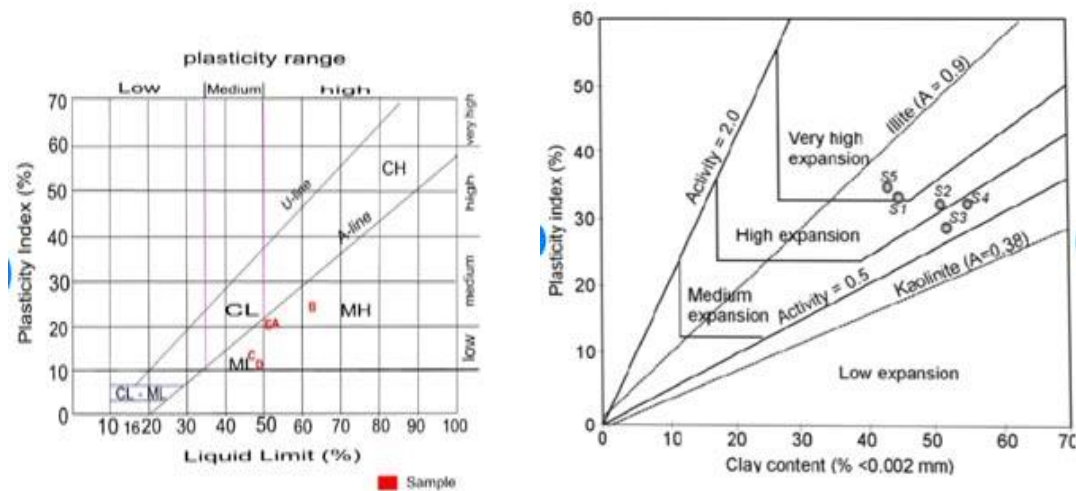 plasticity range
Low
Medium
high
70
60
50
40
30
20
10
0
Plasticity Index (%)
very high
high
medium
low
U-line
A-line
CH
CL
MH
ML
CL - ML
B
C
D
10
16
20
30
40
50
60
70
80
90
100
Liquid Limit (%)
Sample
60
50
40
30
20
10
0
Plasticity index (%)
Activity = 2.0
Illite (A = 0.9)
Very high
expansion
S5
S1
S2
S4
S3
High expansion
Activity = 0.5
Kaolinite (A=0.38)
Medium
expansion
Low expansion
0
10
20
30
40
50
60
70
Clay content (% <0.002 mm)